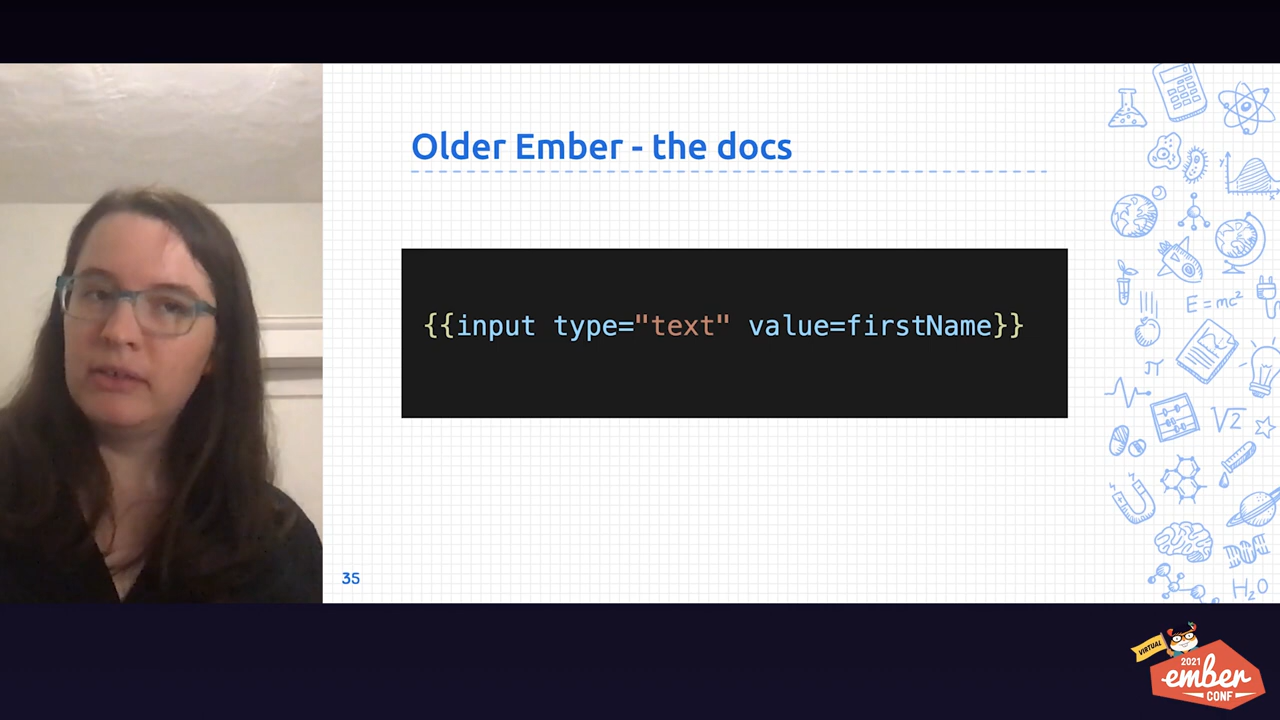 Older Ember - the docs
{{input type="text" value=firstName}}
35
y
x
E=mc²
π
√2
H₂O
VIRTUAL
2021
ember
CONF